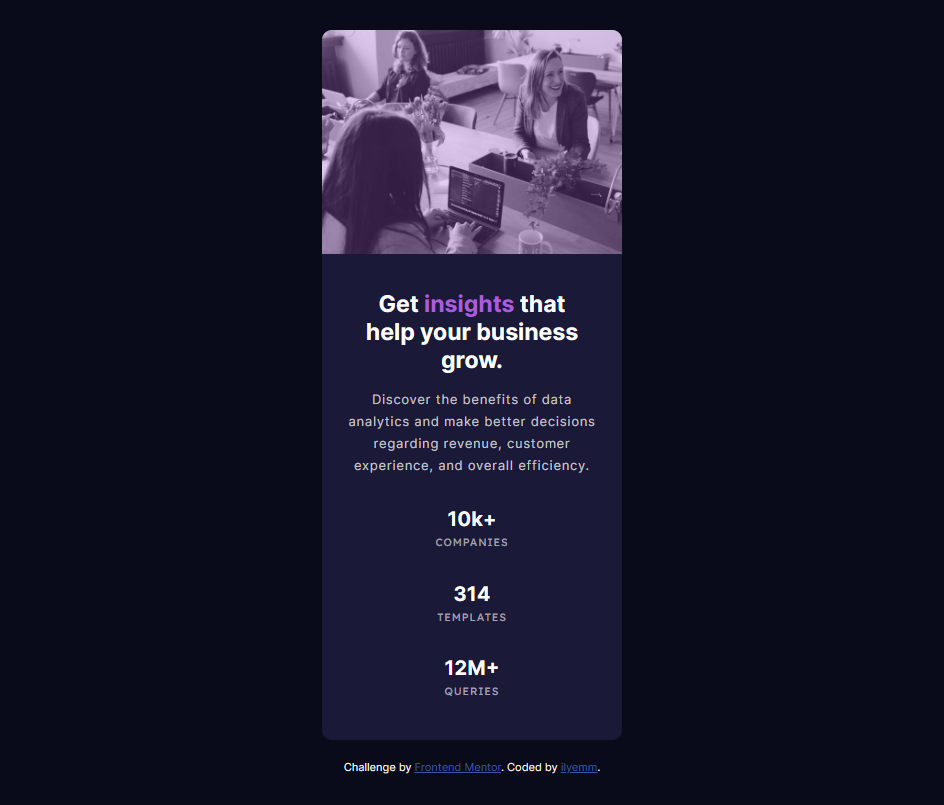 Get insights that
help your business
grow.
Discover the benefits of data
analytics and make better decisions
regarding revenue, customer
experience, and overall efficiency.
10k+
COMPANIES
314
TEMPLATES
12M+
QUERIES
Challenge by Frontend Mentor. Coded by ilyemm.